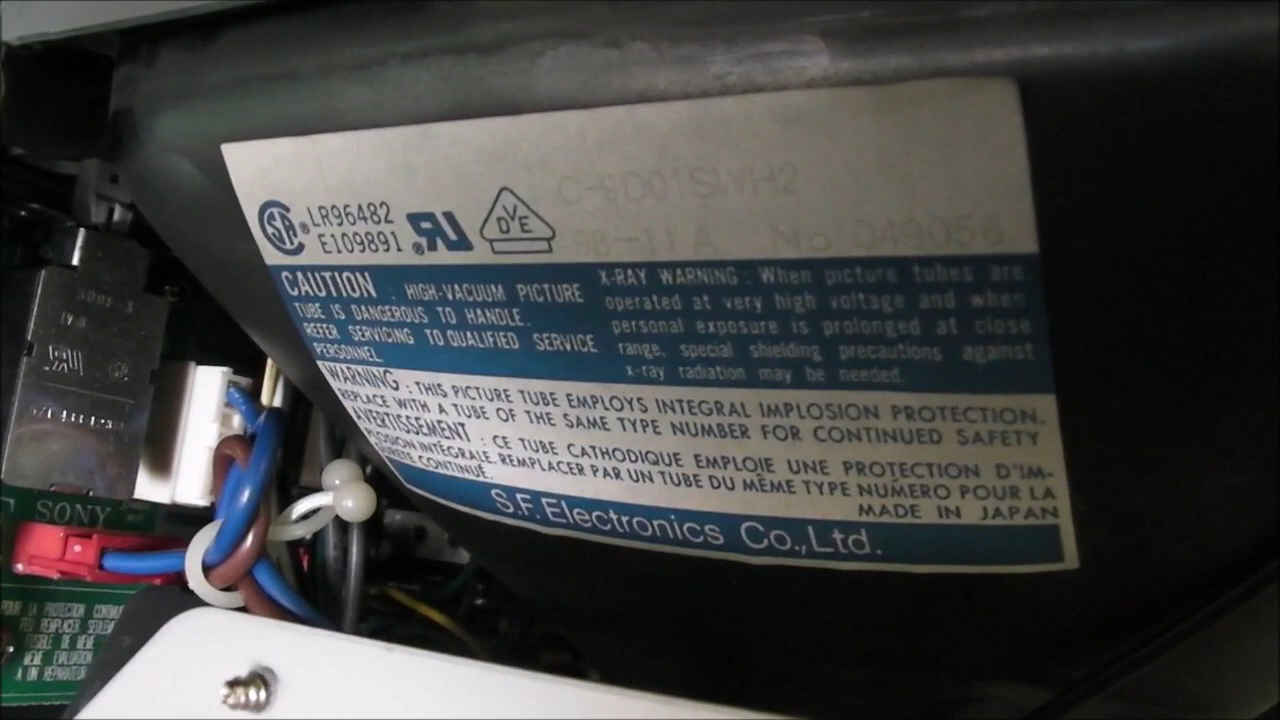 LR96482
E109891
VDE
98-11A No 049056
CAUTION : HIGH-VACUUM PICTURE
TUBE IS DANGEROUS TO HANDLE.
REFER SERVICING TO QUALIFIED SERVICE
PERSONNEL.
X-RAY WARNING : When picture tubes are
operated at very high voltage and when
personal exposure is prolonged at close
range, special shielding precautions against
x-ray radiation may be needed.
WARNING : THIS PICTURE TUBE EMPLOYS INTEGRAL IMPLOSION PROTECTION.
REPLACE WITH A TUBE OF THE SAME TYPE NUMBER FOR CONTINUED SAFETY
AVERTISSEMENT : CE TUBE CATHODIQUE EMPLOIE UNE PROTECTION D'IM-
PLOSION INTÉGRALE. REMPLACER PAR UN TUBE DU MÊME TYPE NUMÉRO POUR LA
SURETÉ CONTINUÉ.
MADE IN JAPAN
S.F.Electronics Co.,Ltd.
SONY
POUR LA PROTECTION